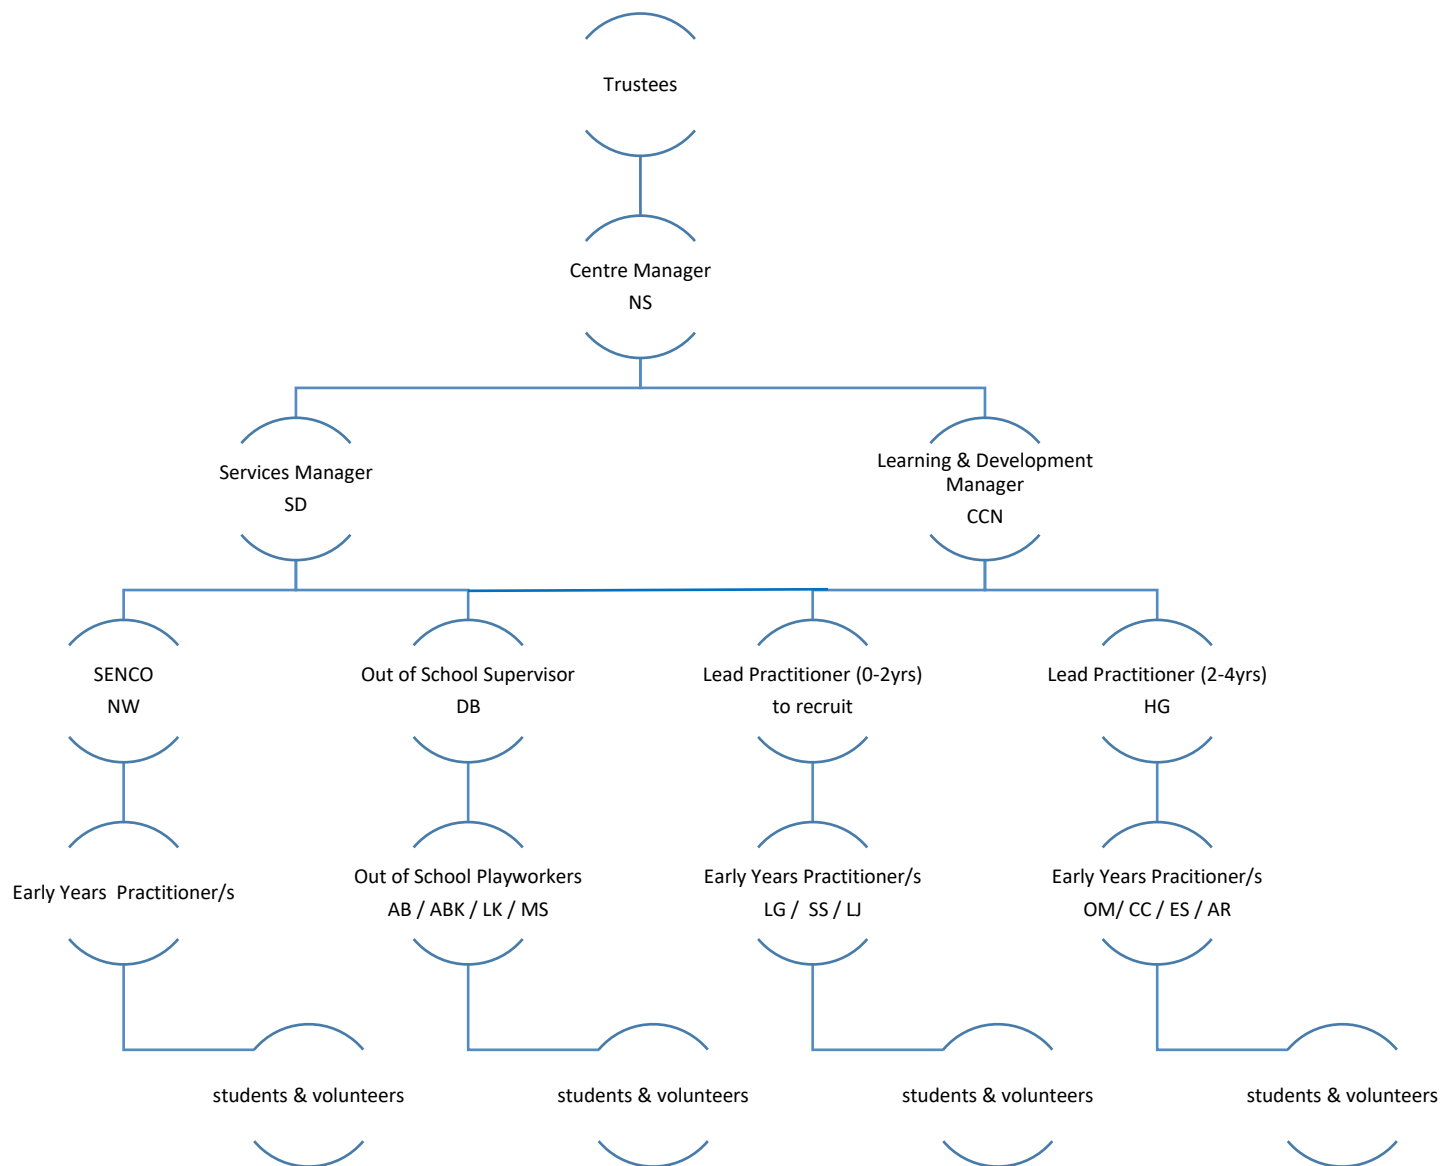 Trustees
Centre Manager
NS
Services Manager
SD
Learning & Development
Manager
CCN
SENCO
NW
Out of School Supervisor
DB
Lead Practitioner (0-2yrs)
to recruit
Lead Practitioner (2-4yrs)
HG
Early Years  Practitioner/s
Out of School Playworkers
AB / ABK / LK / MS
Early Years Practitioner/s
LG /  SS / LJ
Early Years Pracitioner/s
OM/ CC / ES / AR
students & volunteers
students & volunteers
students & volunteers
students & volunteers